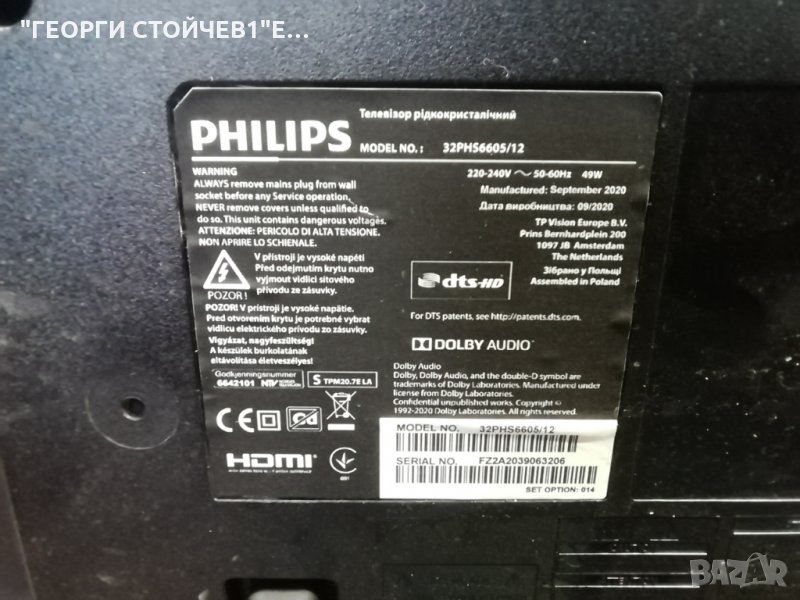 "ГЕОРГИ СТОЙЧЕВ1"Е...
Телевізор рідкокристалічний
PHILIPS
MODEL NO.: 32PHS6605/12
WARNING
ALWAYS remove mains plug from wall
socket before any Service operation,
NEVER remove covers unless qualified to
do so. This unit contains dangerous voltages.
ATTENZIONE: PERICOLO DI ALTA TENSIONE.
NON APRIRE LO SCHIENALE.
V přístroji je vysoké napětí
Před odejmutím krytu nutno
vyjmout vidlici síťového
přívodu ze zásuvky.
POZOR!
POZOR! V prístroji je vysoké napätie.
Pred otvorením krytu je potrebné vybrat
vidlicu elektrického prívodu zo zásuvky.
Vigyázat, nagyfeszültség!
A készülek burkolatának
eltávolítása életveszélyes!
Godkjenningsnummer
6642101
S TPM20.7E LA
CE
HDMI
220-240V ~ 50-60Hz 49W
Manufactured: September 2020
Дата виробництва: 09/2020
TP Vision Europe B.V.
Prins Bernhardplein 200
1097 JB Amsterdam
The Netherlands
Зібрано у Польщі
Assembled in Poland
dts-HD
For DTS patents, see http://patents.dts.com.
DOLBY AUDIO™
Dolby Audio
Dolby, Dolby Audio, and the double-D symbol are
trademarks of Dolby Laboratories. Manufactured under
license from Dolby Laboratories.
Confidential unpublished works. Copyright ©
1992-2020 Dolby Laboratories. All rights reserved.
MODEL NO. 32PHS6605/12
SERIAL NO. FZ2A2039063206
SET OPTION: 014
BAZAR